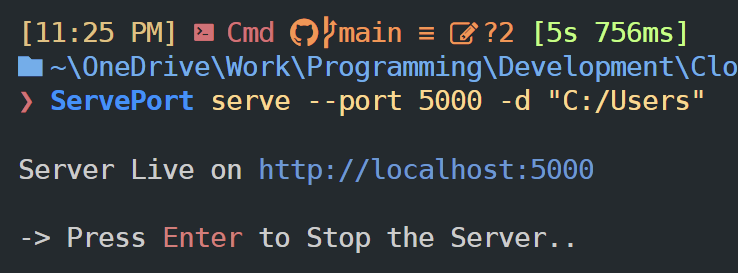 [11:25 PM] Cmd main ≡ ?2 [5s 756ms]
~\OneDrive\Work\Programming\Development\Clo
❯ ServePort serve --port 5000 -d "C:/Users"
Server Live on http://localhost:5000
-> Press Enter to Stop the Server..